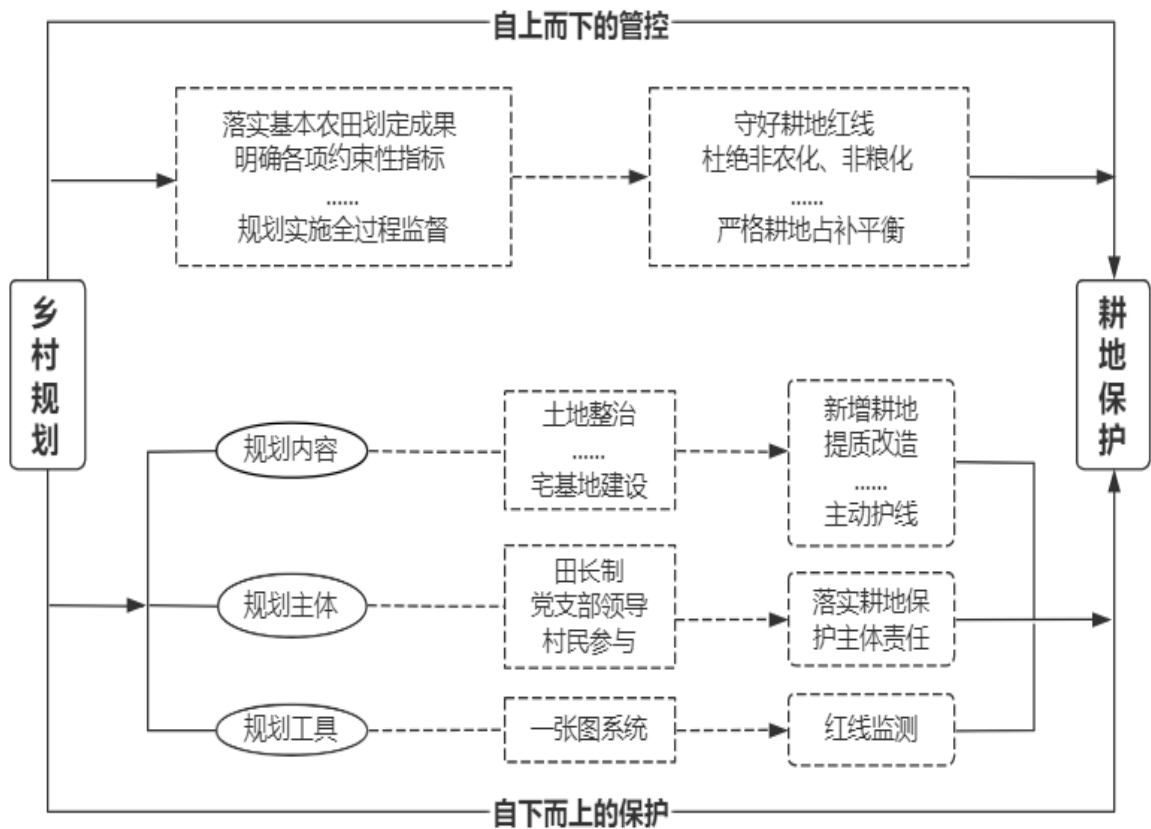 自上而下的管控
落实基本农田划定成果
明确各项约束性指标
......
规划实施全过程监督
守好耕地红线
杜绝非农化、非粮化
......
严格耕地占补平衡
乡
村
规
划
耕
地
保
护
规划内容
土地整治
......
宅基地建设
新增耕地
提质改造
......
主动护线
规划主体
田长制
党支部领导
村民参与
落实耕地保
护主体责任
规划工具
一张图系统
红线监测
自下而上的保护